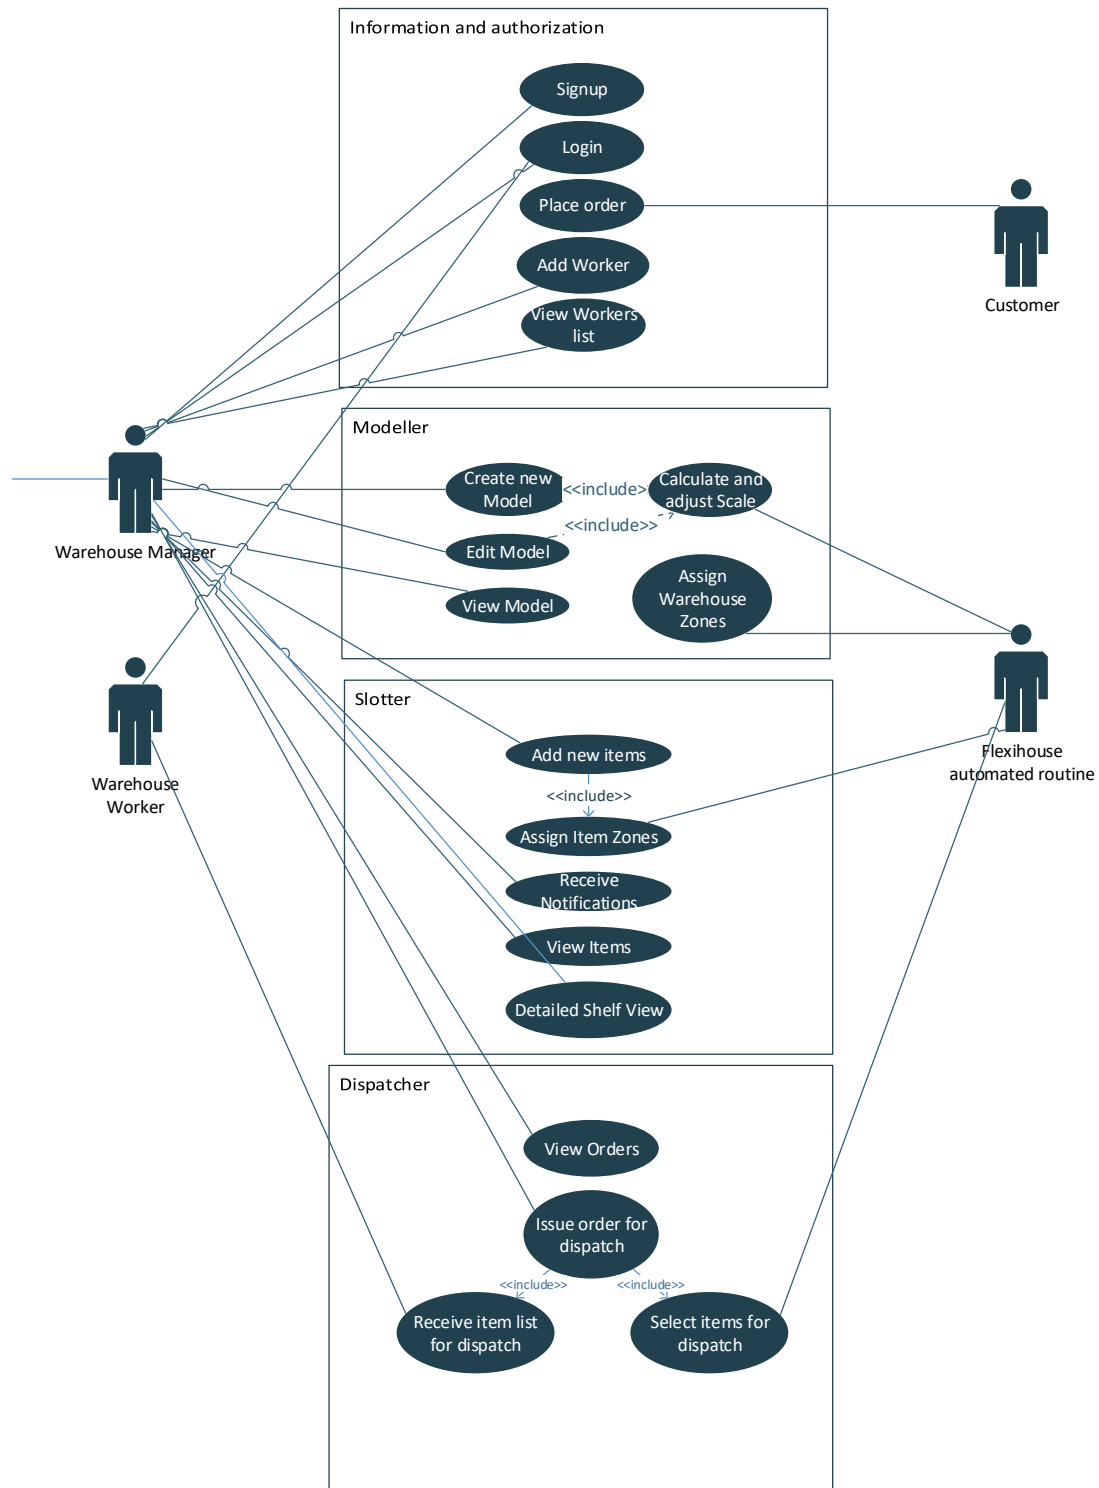 Information and authorization
Signup
Login
Place order
Add Worker
View Workers
list
Customer
Modeller
Create new
Model
<<include>
Calculate and
adjust Scale
<<include>>
Edit Model
View Model
Assign
Warehouse
Zones
Warehouse Manager
Warehouse
Worker
Flexihouse
automated routine
Slotter
Add new items
<<include>>
Assign Item Zones
Receive
Notifications
View Items
Detailed Shelf View
Dispatcher
View Orders
Issue order for
dispatch
<<include>>
<<include>>
Receive item list
for dispatch
Select items for
dispatch